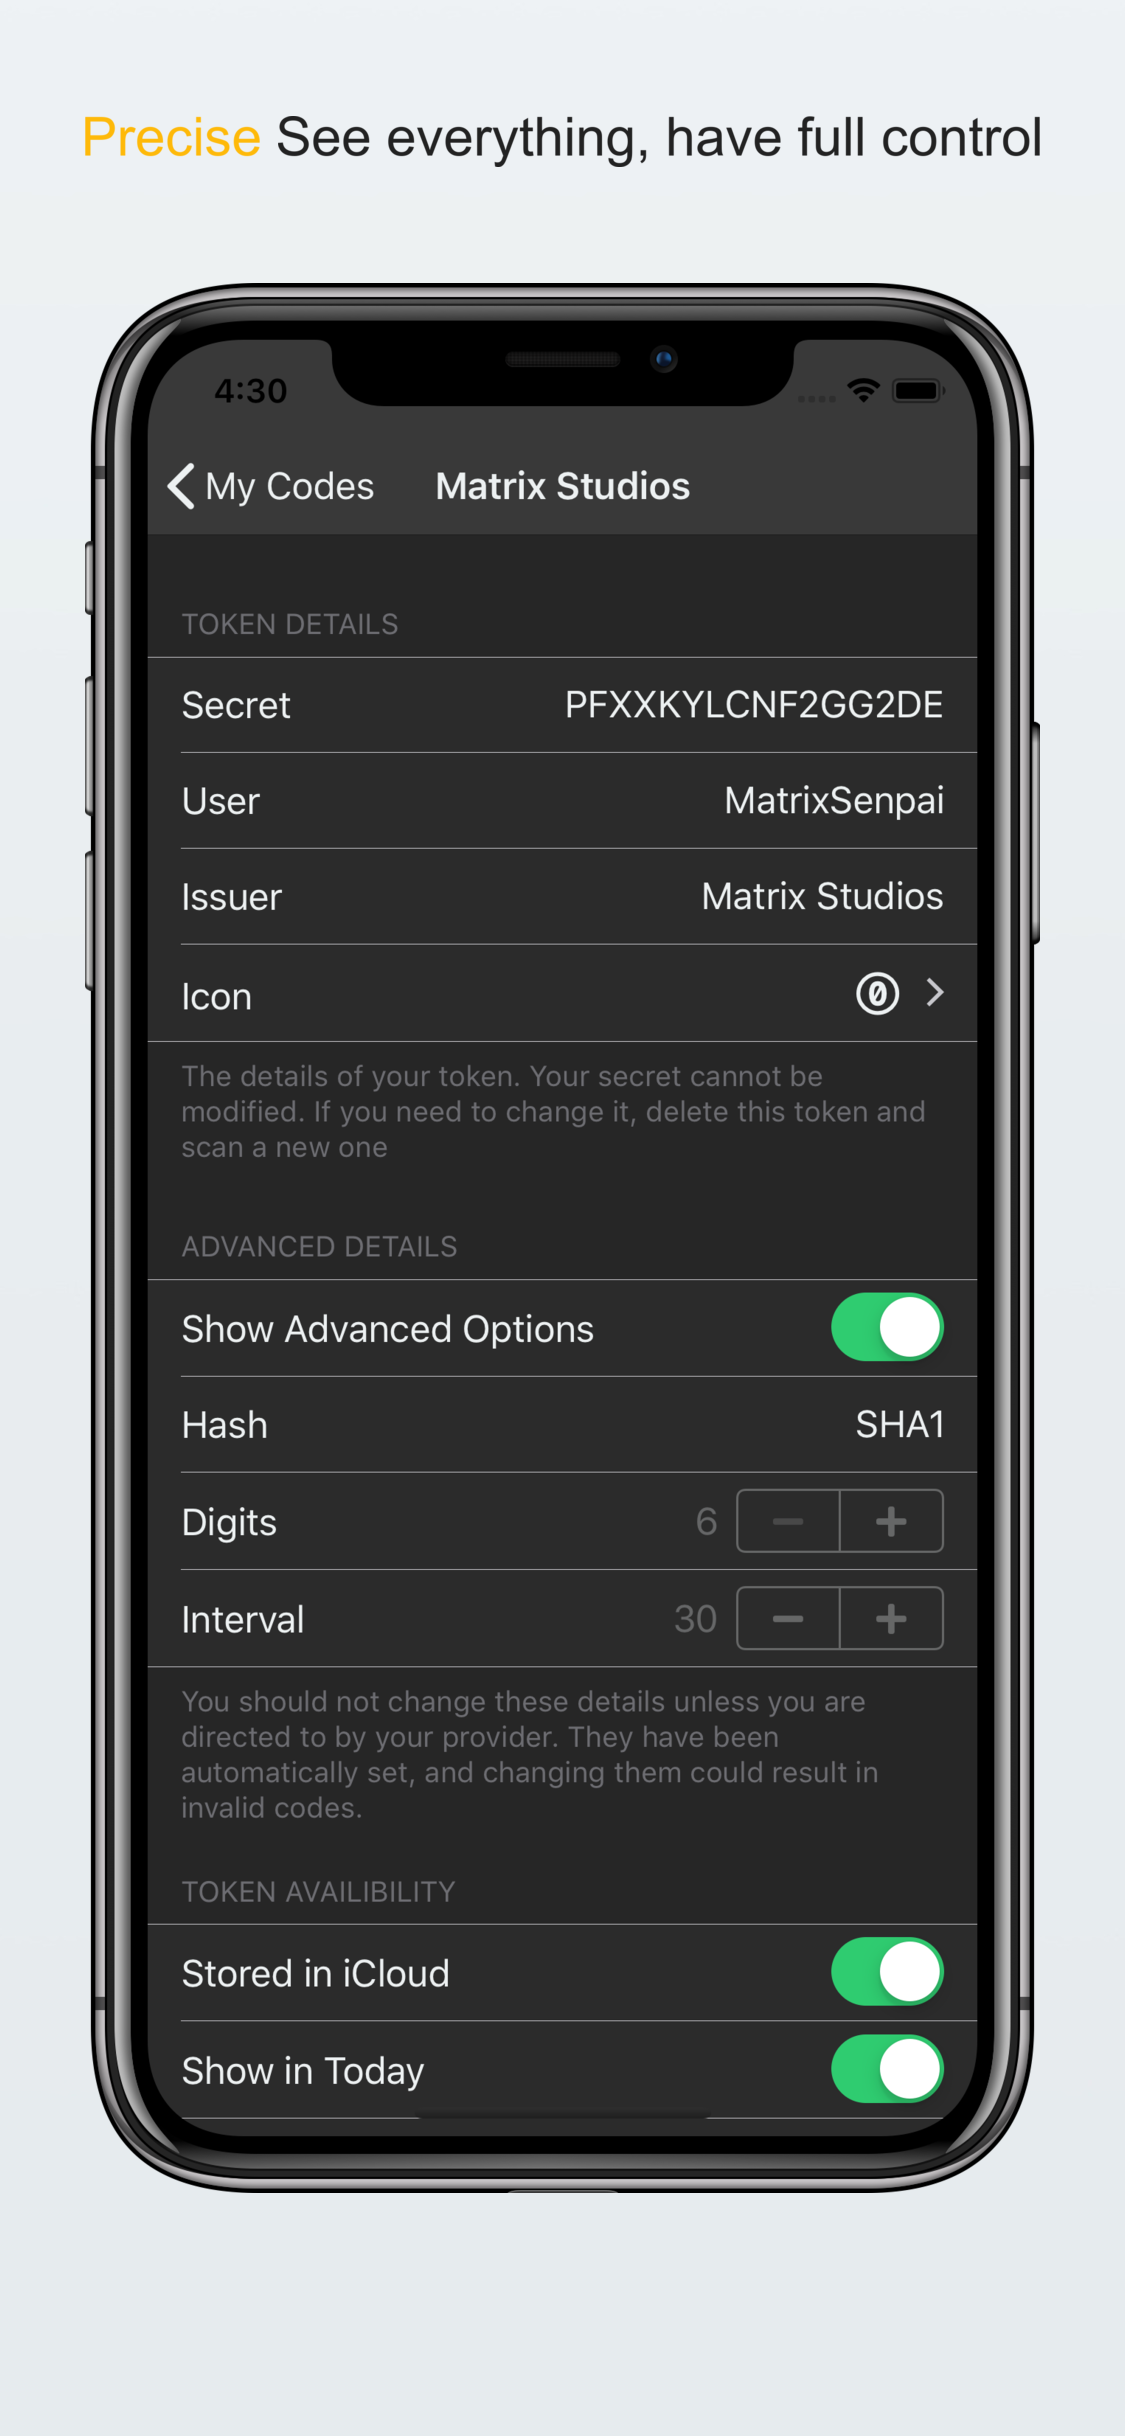 Precise See everything, have full control
4:30
My Codes
Matrix Studios
TOKEN DETAILS
Secret PFXXKYLCNF2GG2DE
User MatrixSenpai
Issuer Matrix Studios
Icon 0
The details of your token. Your secret cannot be
modified. If you need to change it, delete this token and
scan a new one
ADVANCED DETAILS
Show Advanced Options
Hash SHA1
Digits 6 − +
Interval 30 − +
You should not change these details unless you are
directed to by your provider. They have been
automatically set, and changing them could result in
invalid codes.
TOKEN AVAILIBILITY
Stored in iCloud
Show in Today